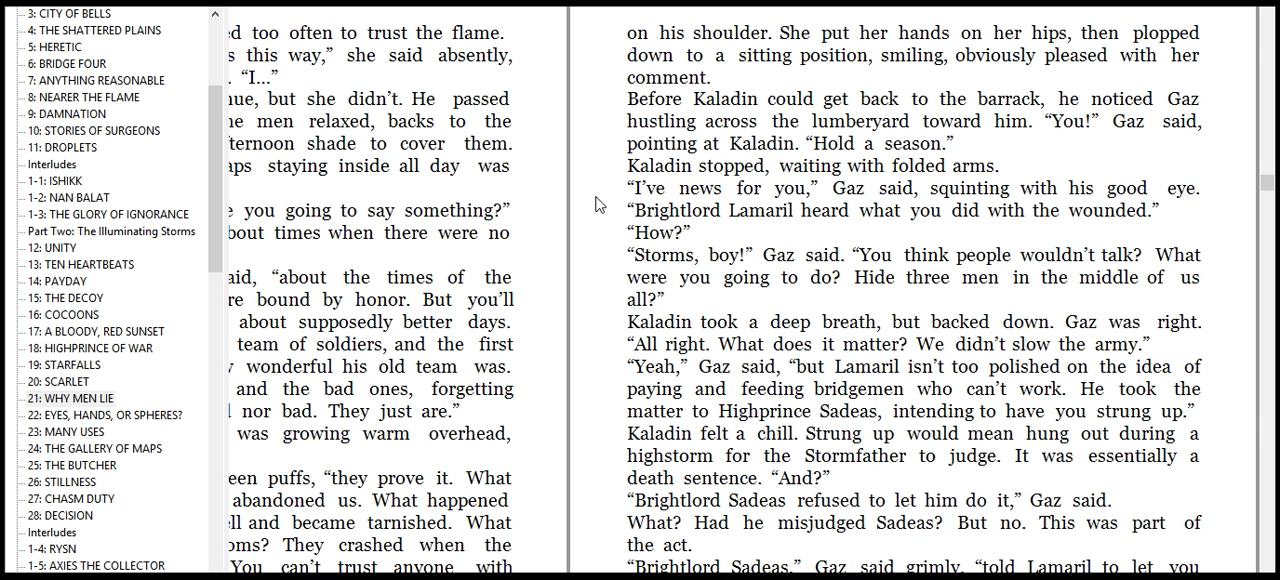 3: CITY OF BELLS
4: THE SHATTERED PLAINS
5: HERETIC
6: BRIDGE FOUR
7: ANYTHING REASONABLE
8: NEARER THE FLAME
9: DAMNATION
10: STORIES OF SURGEONS
11: DROPLETS
Interludes
1-1: ISHIKK
1-2: NAN BALAT
1-3: THE GLORY OF IGNORANCE
Part Two: The Illuminating Storms
12: UNITY
13: TEN HEARTBEATS
14: PAYDAY
15: THE DECOY
16: COCOONS
17: A BLOODY, RED SUNSET
18: HIGHPRINCE OF WAR
19: STARFALLS
20: SCARLET
21: WHY MEN LIE
22: EYES, HANDS, OR SPHERES?
23: MANY USES
24: THE GALLERY OF MAPS
25: THE BUTCHER
26: STILLNESS
27: CHASM DUTY
28: DECISION
Interludes
1-4: RYSN
1-5: AXIES THE COLLECTOR
too often to trust the flame.
this way,” she said absently,
“I...”
but she didn’t. He passed
men relaxed, backs to the
shade to cover them.
staying inside all day was
you going to say something?”
times when there were no
“about the times of the
bound by honor. But you’ll
about supposedly better days.
team of soldiers, and the first
wonderful his old team was.
and the bad ones, forgetting
nor bad. They just are.”
was growing warm overhead,
puffs, “they prove it. What
abandoned us. What happened
and became tarnished. What
They crashed when the
You can’t trust anyone with
on his shoulder. She put her hands on her hips, then plopped
down to a sitting position, smiling, obviously pleased with her
comment.
Before Kaladin could get back to the barrack, he noticed Gaz
hustling across the lumberyard toward him. “You!” Gaz said,
pointing at Kaladin. “Hold a season.”
Kaladin stopped, waiting with folded arms.
“I’ve news for you,” Gaz said, squinting with his good eye.
“Brightlord Lamaril heard what you did with the wounded.”
“How?”
“Storms, boy!” Gaz said. “You think people wouldn’t talk? What
were you going to do? Hide three men in the middle of us
all?”
Kaladin took a deep breath, but backed down. Gaz was right.
“All right. What does it matter? We didn’t slow the army.”
“Yeah,” Gaz said, “but Lamaril isn’t too polished on the idea of
paying and feeding bridgemen who can’t work. He took the
matter to Highprince Sadeas, intending to have you strung up.”
Kaladin felt a chill. Strung up would mean hung out during a
highstorm for the Stormfather to judge. It was essentially a
death sentence. “And?”
“Brightlord Sadeas refused to let him do it,” Gaz said.
What? Had he misjudged Sadeas? But no. This was part of
the act.
“Brightlord Sadeas,” Gaz said grimly, “told Lamaril to let you